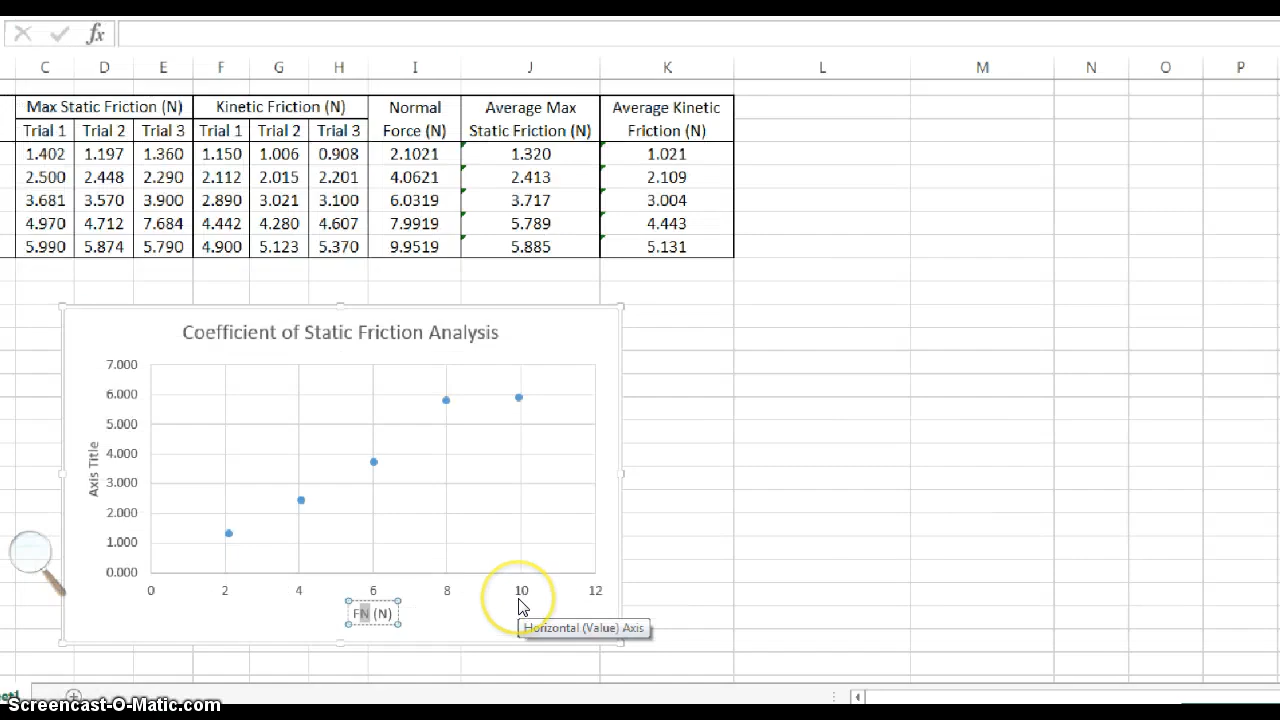 fx
C D E F G H I J K L M N O P
Max Static Friction (N) Kinetic Friction (N) Normal Average Max Average Kinetic
Trial 1 Trial 2 Trial 3 Trial 1 Trial 2 Trial 3 Force (N) Static Friction (N) Friction (N)
1.402 1.197 1.360 1.150 1.006 0.908 2.1021 1.320 1.021
2.500 2.448 2.290 2.112 2.015 2.201 4.0621 2.413 2.109
3.681 3.570 3.900 2.890 3.021 3.100 6.0319 3.717 3.004
4.970 4.712 7.684 4.442 4.280 4.607 7.9919 5.789 4.443
5.990 5.874 5.790 4.900 5.123 5.370 9.9519 5.885 5.131
Coefficient of Static Friction Analysis
7.000
6.000
5.000
4.000
3.000
2.000
1.000
0.000
Axis Title
0 2 4 6 8 10 12
FN (N)
Horizontal (Value) Axis
Screencast-O-Matic.com